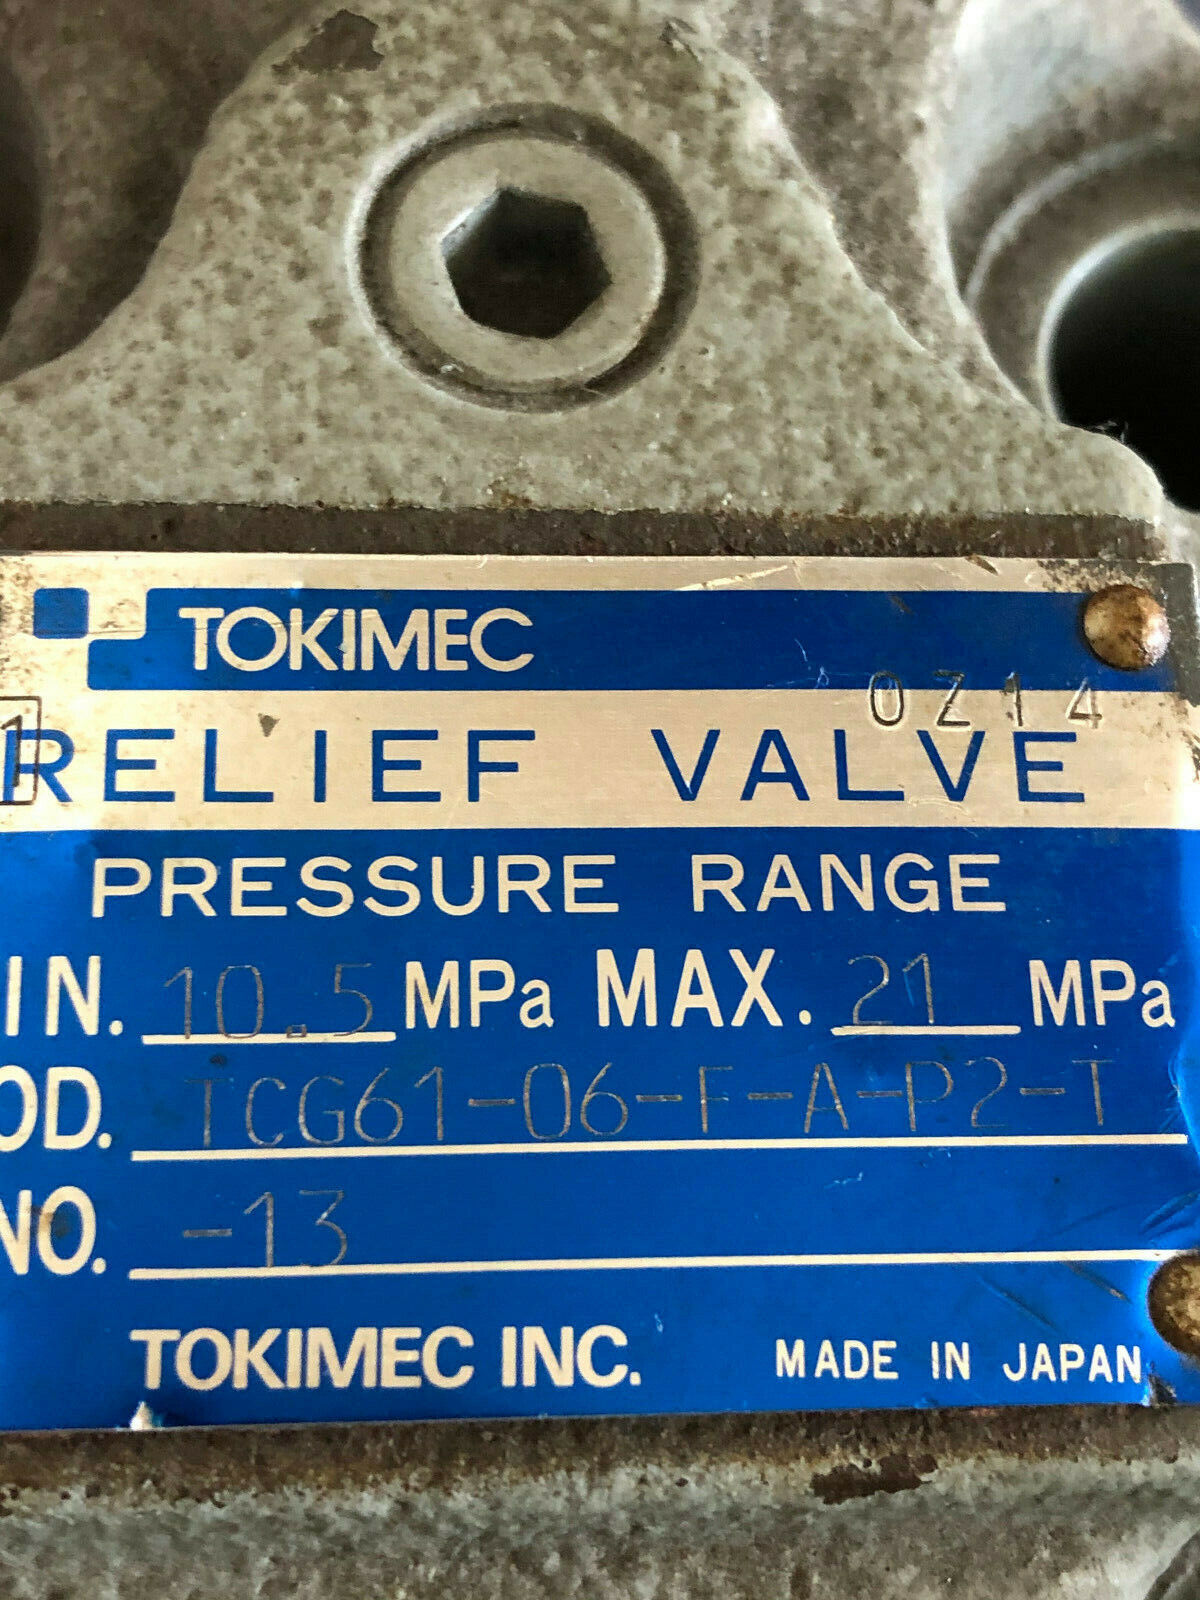 TOKIMEC
0Z14
1
RELIEF VALVE
PRESSURE RANGE
IN. 10.5 MPa MAX. 21 MPa
OD. TCG61-06-F-A-P2-T
NO. -13
TOKIMEC INC. MADE IN JAPAN